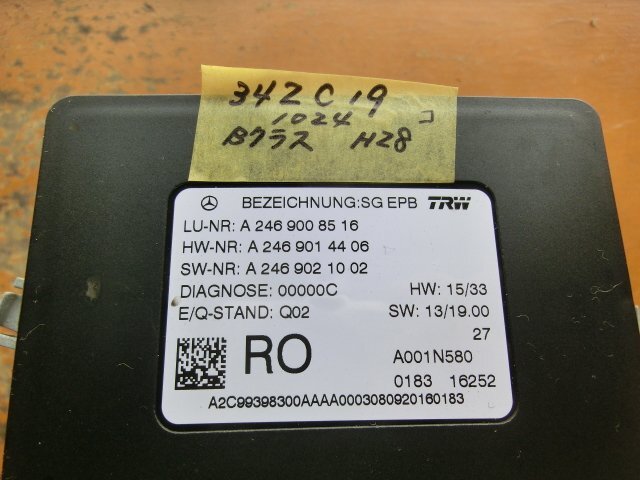 342C19
1024 コ
Bクラス H28
BEZEICHNUNG:SG EPB TRW
LU-NR: A 246 900 85 16
HW-NR: A 246 901 44 06
SW-NR: A 246 902 10 02
DIAGNOSE: 00000C HW: 15/33
E/Q-STAND: Q02 SW: 13/19.00
27
RO A001N580
0183 16252
A2C99398300AAAA0003080920160183